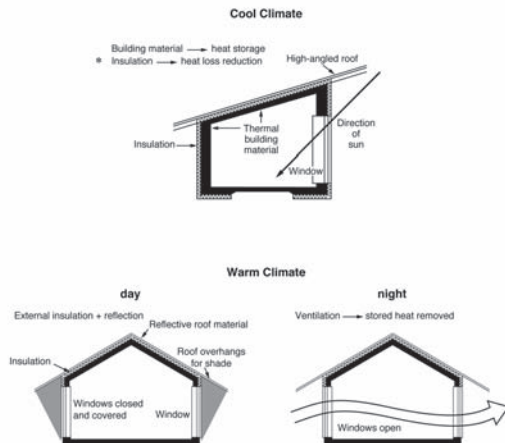 Cool Climate
Building material → heat storage
* Insulation → heat loss reduction
High-angled roof
Thermal
building
material
Insulation
Direction
of
sun
Window
Warm Climate
day
External insulation + reflection
Reflective roof material
Insulation
Roof overhangs
for shade
Windows closed
and covered
Window
night
Ventilation → stored heat removed
Windows open